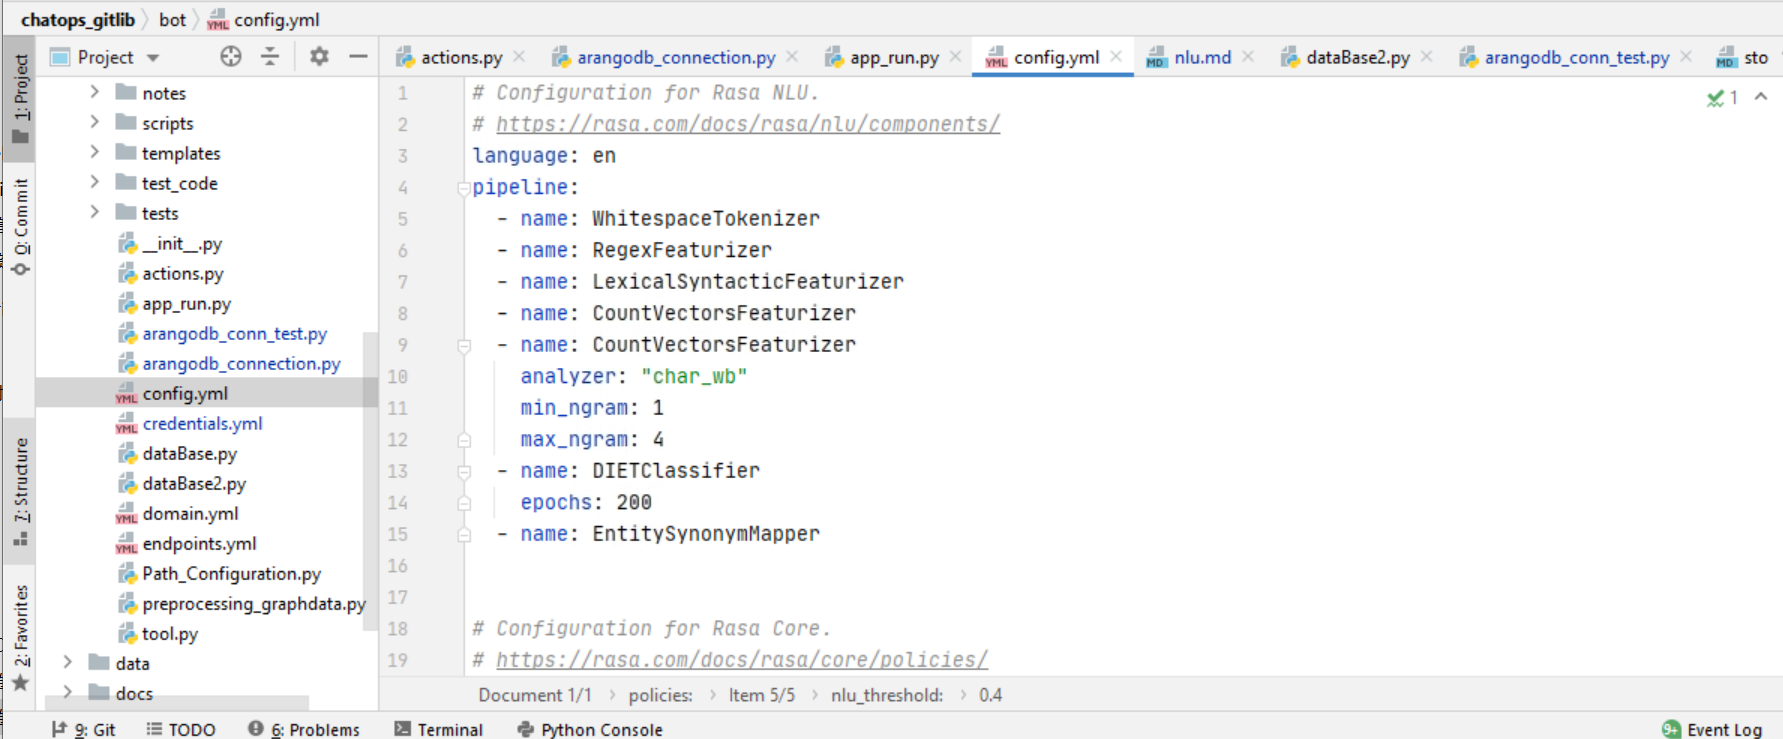 chatops_gitlib bot config.yml
Project
actions.py arangodb_connection.py app_run.py config.yml nlu.md dataBase2.py arangodb_conn_test.py sto
1: Project
0: Commit
7: Structure
2: Favorites
notes
scripts
templates
test_code
tests
__init__.py
actions.py
app_run.py
arangodb_conn_test.py
arangodb_connection.py
config.yml
credentials.yml
dataBase.py
dataBase2.py
domain.yml
endpoints.yml
Path_Configuration.py
preprocessing_graphdata.py
tool.py
data
docs
1 # Configuration for Rasa NLU.
2 # https://rasa.com/docs/rasa/nlu/components/
3 language: en
4 pipeline:
5 - name: WhitespaceTokenizer
6 - name: RegexFeaturizer
7 - name: LexicalSyntacticFeaturizer
8 - name: CountVectorsFeaturizer
9 - name: CountVectorsFeaturizer
10 analyzer: "char_wb"
11 min_ngram: 1
12 max_ngram: 4
13 - name: DIETClassifier
14 epochs: 200
15 - name: EntitySynonymMapper
16
17
18 # Configuration for Rasa Core.
19 # https://rasa.com/docs/rasa/core/policies/
1
Document 1/1 policies: Item 5/5 nlu_threshold: 0.4
9: Git TODO 6: Problems Terminal Python Console 9+ Event Log